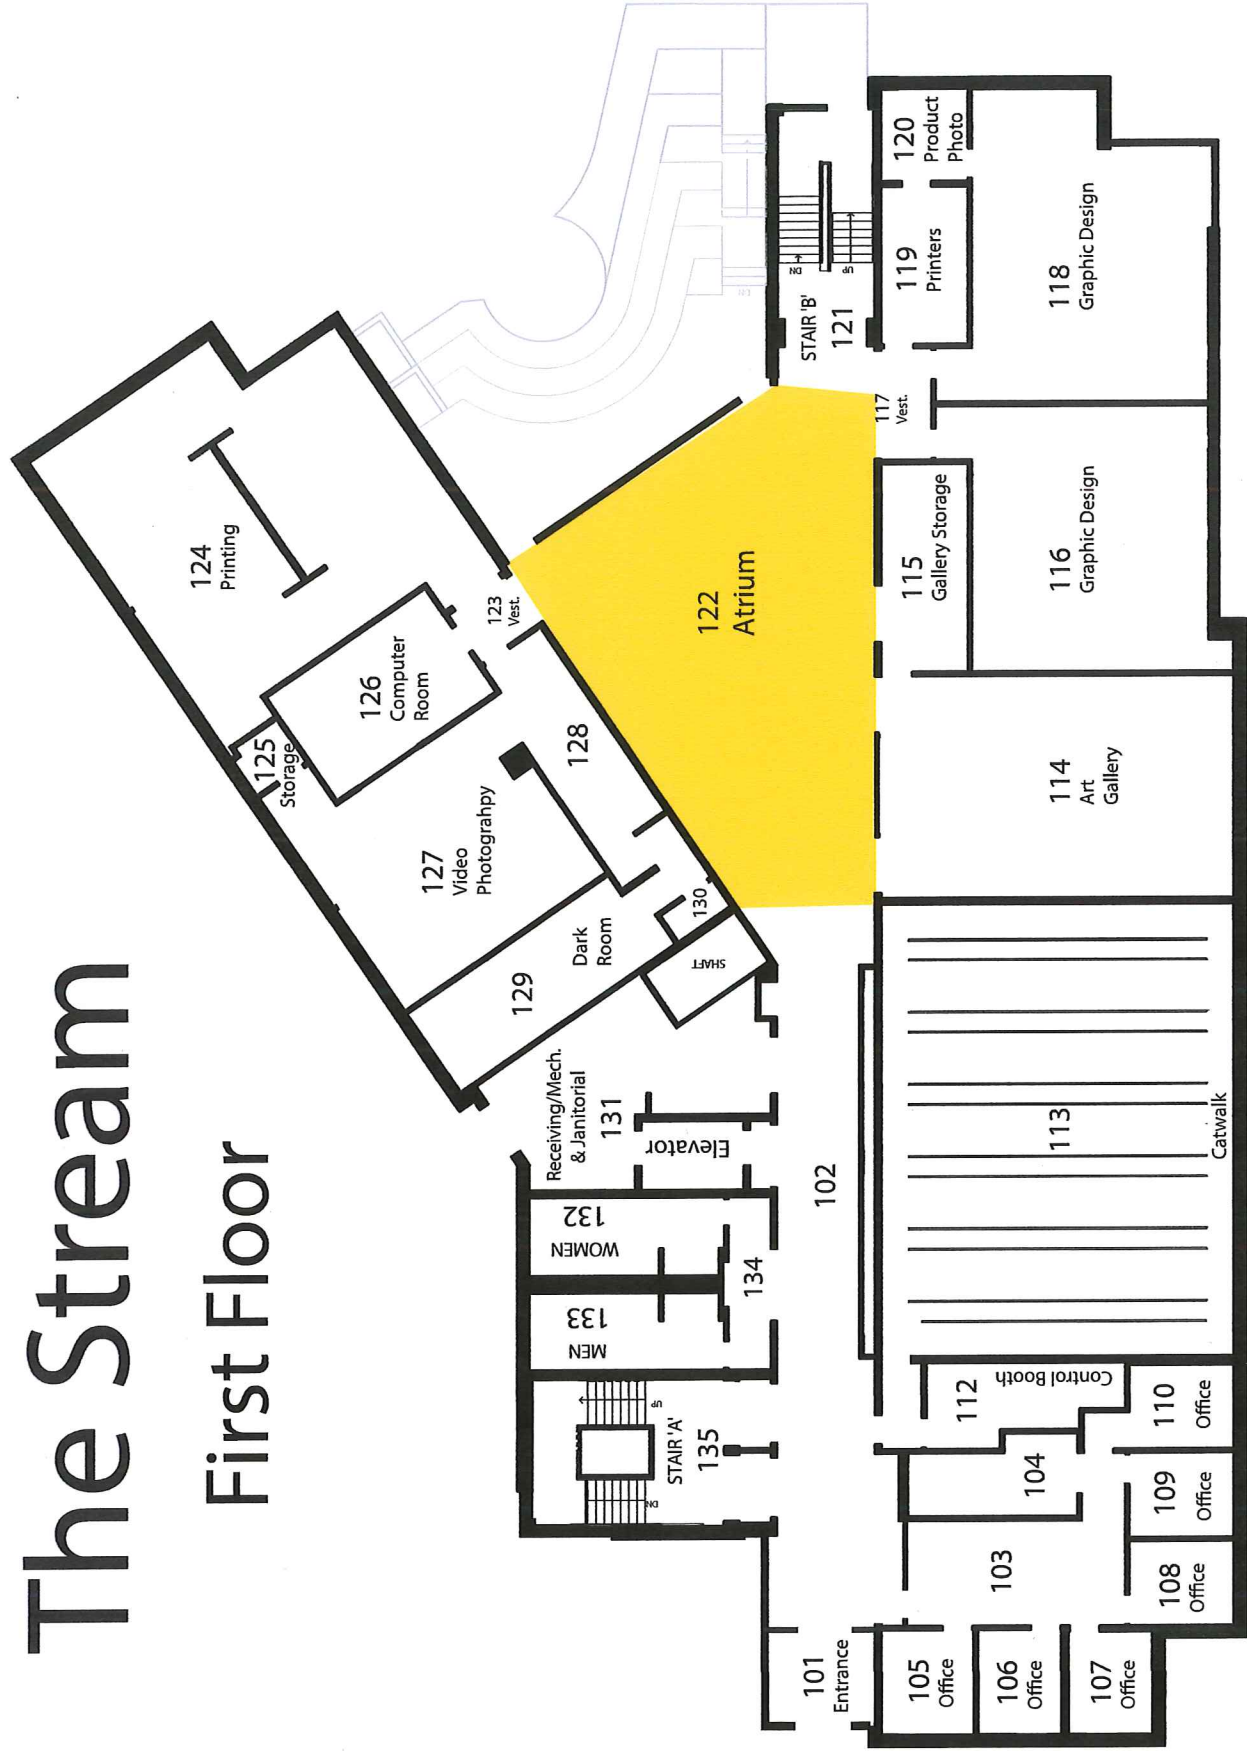 The Stream
First Floor
124
Printing
123
Vest.
126
Computer
Room
125
Storage
127
Video
Photograhpy
128
129
Dark
Room
130
SHAFT
Receiving/Mech.
& Janitorial
131
Elevator
132
WOMEN
133
MEN
134
STAIR 'A'
135
UP
DN
102
101
Entrance
122
Atrium
STAIR 'B'
121
DN
UP
DN
120
Product
Photo
119
Printers
118
Graphic Design
117
Vest.
116
Graphic Design
115
Gallery Storage
114
Art
Gallery
113
Catwalk
112
Control Booth
110
Office
109
Office
108
Office
104
103
105
Office
106
Office
107
Office